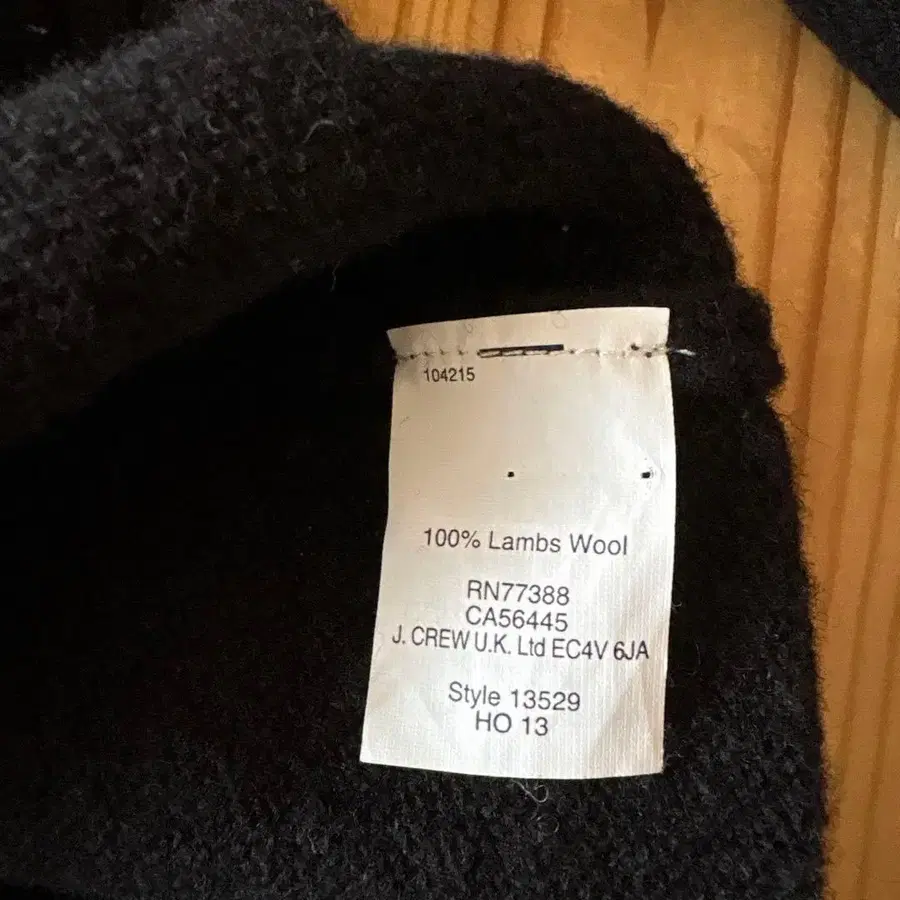 104215
100% Lambs Wool
RN77388
CA56445
J. CREW U.K. Ltd EC4V 6JA
Style 13529
HO 13